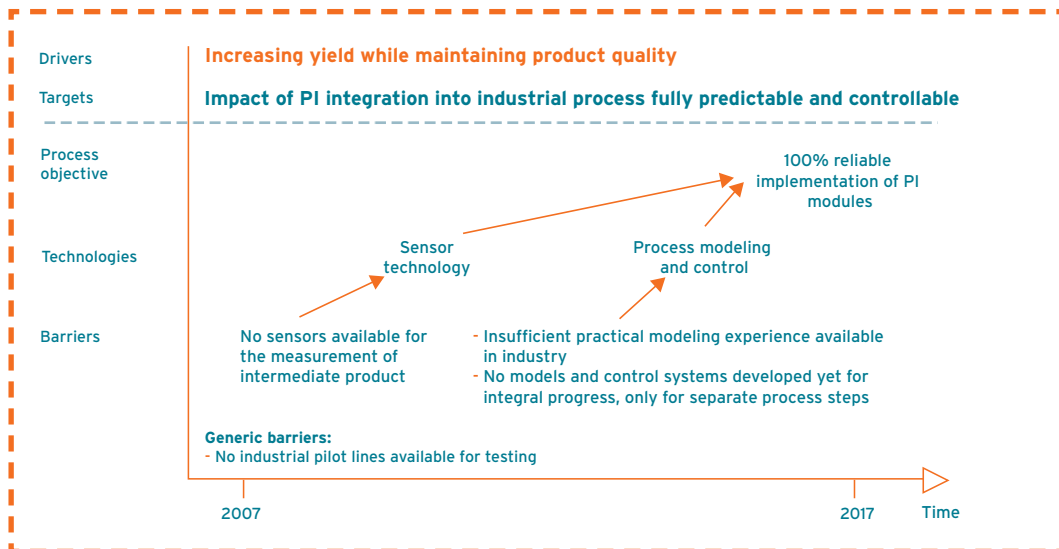 Drivers
Increasing yield while maintaining product quality
Targets
Impact of PI integration into industrial process fully predictable and controllable
Process
objective
100% reliable
implementation of PI
modules
Technologies
Sensor
technology
Process modeling
and control
Barriers
No sensors available for
the measurement of
intermediate product
- Insufficient practical modeling experience available
in industry
- No models and control systems developed yet for
integral progress, only for separate process steps
Generic barriers:
- No industrial pilot lines available for testing
2007
2017
Time